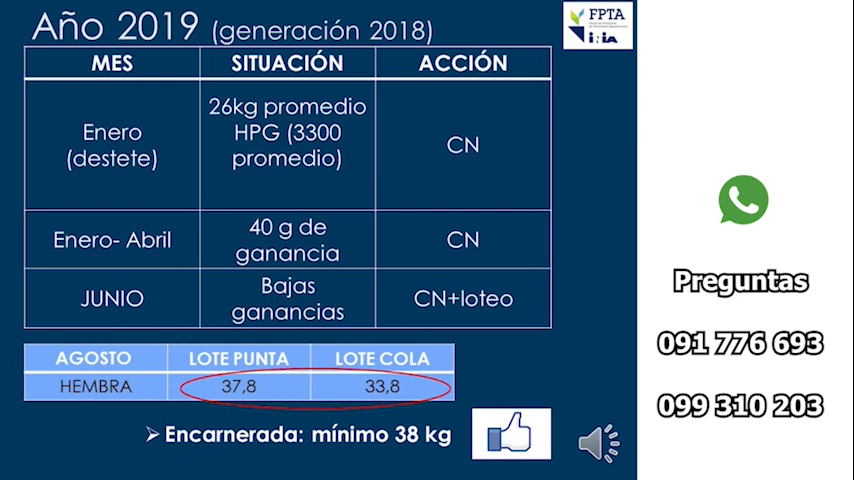 Año 2019 (generación 2018)
FPTA
INIA
MES SITUACIÓN ACCIÓN
Enero
(destete)
26kg promedio
HPG (3300
promedio)
CN
Enero- Abril
40 g de
ganancia
CN
JUNIO
Bajas
ganancias
CN+loteo
AGOSTO LOTE PUNTA LOTE COLA
HEMBRA 37,8 33,8
➢ Encarnerada: mínimo 38 kg
Preguntas
091 776 693
099 310 203